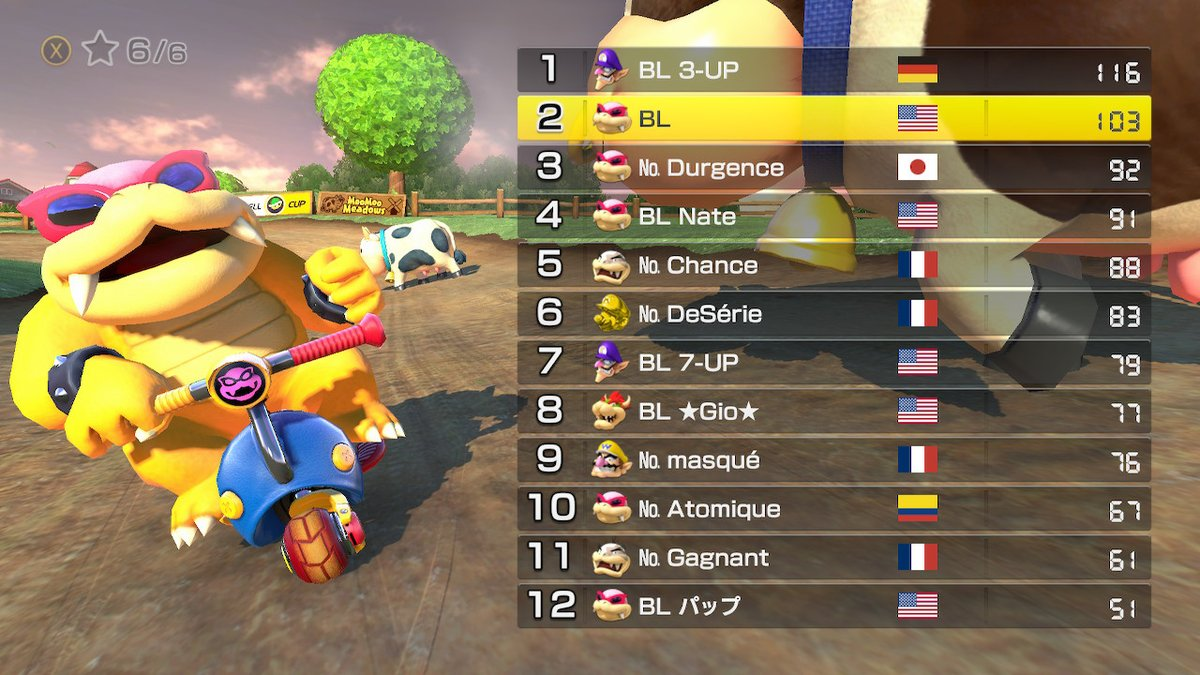 X ☆ 6/6
LL CUP
MooMoo Meadows
1 BL 3-UP 116
2 BL 103
3 No. Durgence 92
4 BL Nate 91
5 No. Chance 88
6 No. DeSérie 83
7 BL 7-UP 79
8 BL ★Gio★ 77
9 No. masqué 76
10 No. Atomique 67
11 No. Gagnant 61
12 BL パップ 51